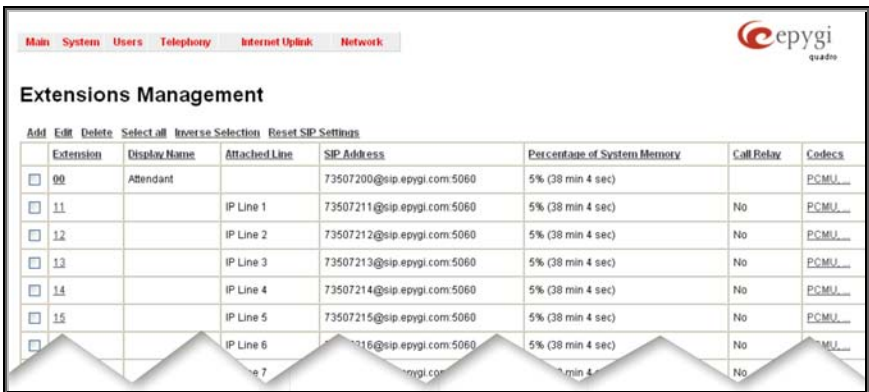 Main System Users Telephony Internet Uplink Network
epygi
quadro
Extensions Management
Add Edit Delete Select all Inverse Selection Reset SIP Settings
Extension Display Name Attached Line SIP Address Percentage of System Memory Call Relay Codecs
00 Attendant 73507200@sip.epygi.com:5060 5% (38 min 4 sec) PCMU, ...
11 IP Line 1 73507211@sip.epygi.com:5060 5% (38 min 4 sec) No PCMU, ...
12 IP Line 2 73507212@sip.epygi.com:5060 5% (38 min 4 sec) No PCMU, ...
13 IP Line 3 73507213@sip.epygi.com:5060 5% (38 min 4 sec) No PCMU, ...
14 IP Line 4 73507214@sip.epygi.com:5060 5% (38 min 4 sec) No PCMU, ...
15 IP Line 5 73507215@sip.epygi.com:5060 5% (38 min 4 sec) No PCMU, ...
IP Line 6 16@sip.epygi.com:5060 5% (38 min 4 sec) No
7 No